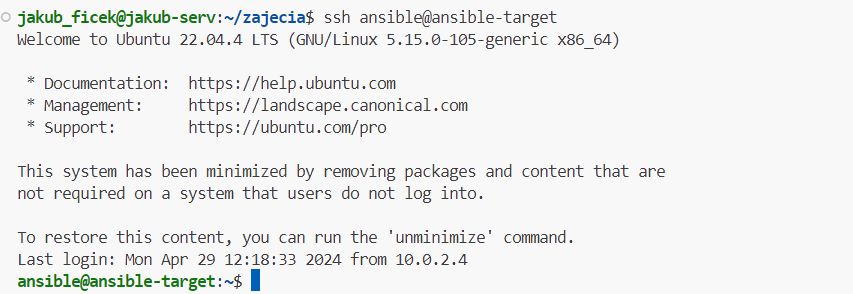 jakub_ficek@jakub-serv:~/zajecia$ ssh ansible@ansible-target
Welcome to Ubuntu 22.04.4 LTS (GNU/Linux 5.15.0-105-generic x86_64)

 * Documentation:  https://help.ubuntu.com
 * Management:     https://landscape.canonical.com
 * Support:        https://ubuntu.com/pro

This system has been minimized by removing packages and content that are
not required on a system that users do not log into.

To restore this content, you can run the 'unminimize' command.
Last login: Mon Apr 29 12:18:33 2024 from 10.0.2.4
ansible@ansible-target:~$